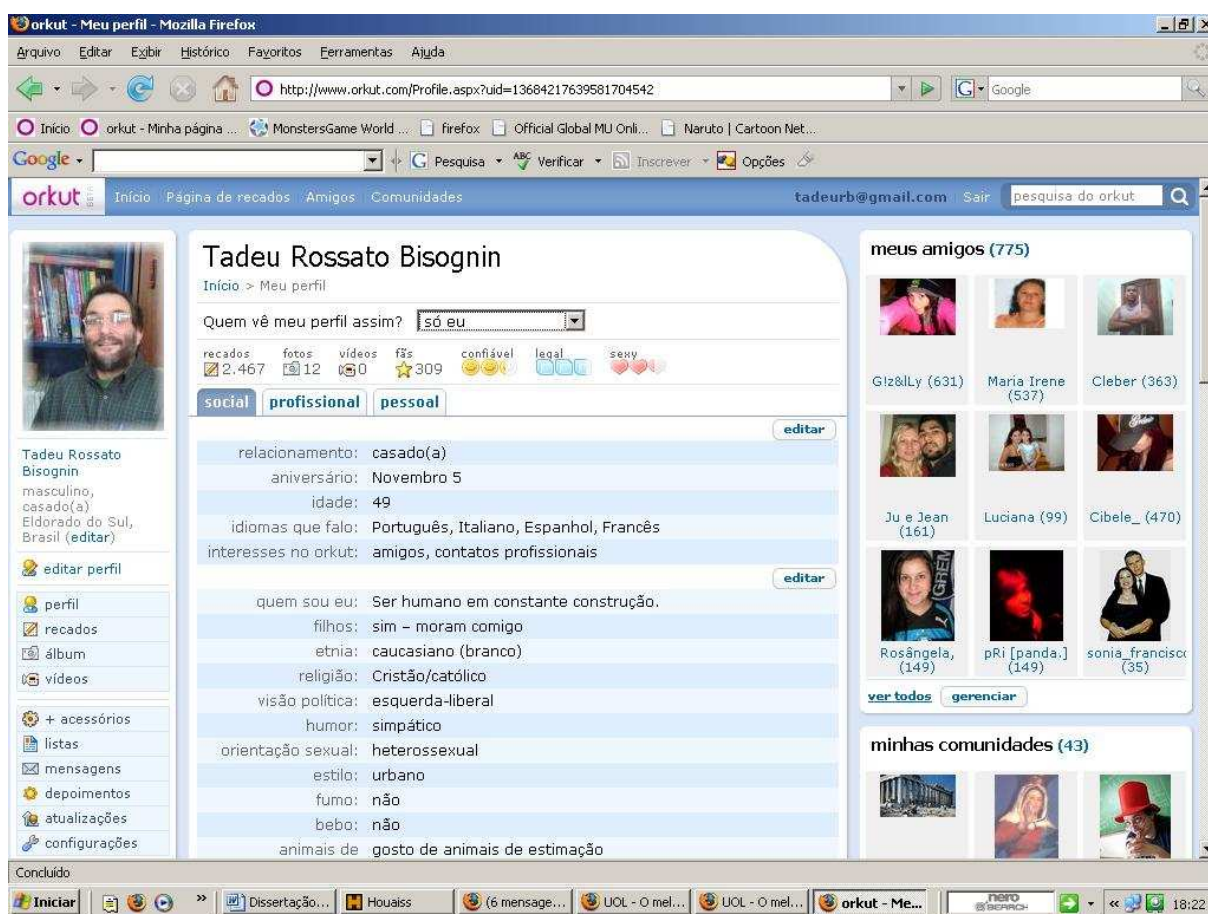 orkut - Meu perfil - Mozilla Firefox
Arquivo Editar Exibir Histórico Favoritos Ferramentas Ajuda
http://www.orkut.com/Profile.aspx?uid=13684217639581704542
G Google
Início orkut - Minha página ... MonstersGame World ... firefox Official Global MU Onli... Naruto | Cartoon Net...
Google G Pesquisa ABC Verificar Inscrever Opções
orkut BETA Início Página de recados Amigos Comunidades tadeurb@gmail.com Sair pesquisa do orkut
Tadeu Rossato Bisognin
masculino,
casado(a)
Eldorado do Sul,
Brasil (editar)
editar perfil
perfil
recados
álbum
vídeos
+ acessórios
listas
mensagens
depoimentos
atualizações
configurações
Tadeu Rossato Bisognin
Início > Meu perfil
Quem vê meu perfil assim? só eu
recados fotos vídeos fãs confiável legal sexy
2.467 12 0 309
social profissional pessoal
editar
relacionamento: casado(a)
aniversário: Novembro 5
idade: 49
idiomas que falo: Português, Italiano, Espanhol, Francês
interesses no orkut: amigos, contatos profissionais
editar
quem sou eu: Ser humano em constante construção.
filhos: sim – moram comigo
etnia: caucasiano (branco)
religião: Cristão/católico
visão política: esquerda-liberal
humor: simpático
orientação sexual: heterossexual
estilo: urbano
fumo: não
bebo: não
animais de gosto de animais de estimação
meus amigos (775)
G!z&lLy (631) Maria Irene (537) Cleber (363)
Ju e Jean (161) Luciana (99) Cibele_ (470)
Rosângela, (149) pRi [panda.] (149) sonia_francisco (35)
ver todos gerenciar
minhas comunidades (43)
Concluído
Iniciar » Dissertação... Houaiss (6 mensage... UOL - O mel... UOL - O mel... orkut - Me... nero SEARCH « 18:22